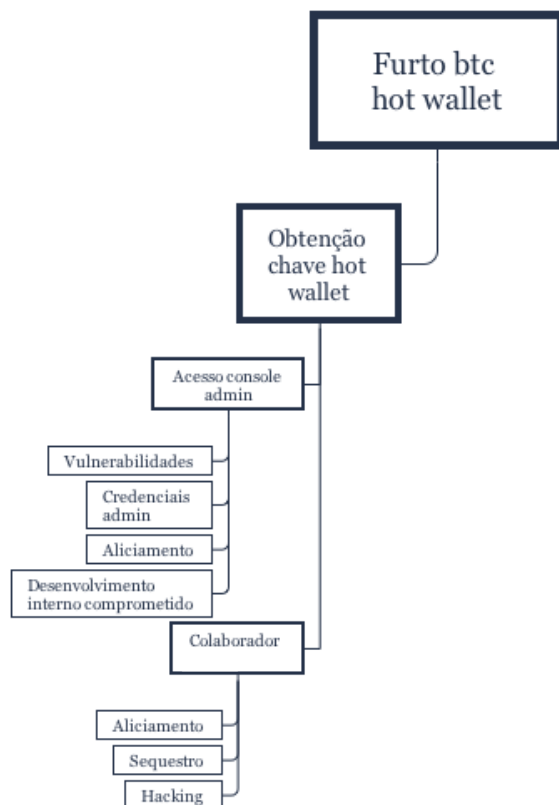 Furto btc
hot wallet
Obtenção
chave hot
wallet
Acesso console
admin
Vulnerabilidades
Credenciais
admin
Aliciamento
Desenvolvimento
interno comprometido
Colaborador
Aliciamento
Sequestro
Hacking